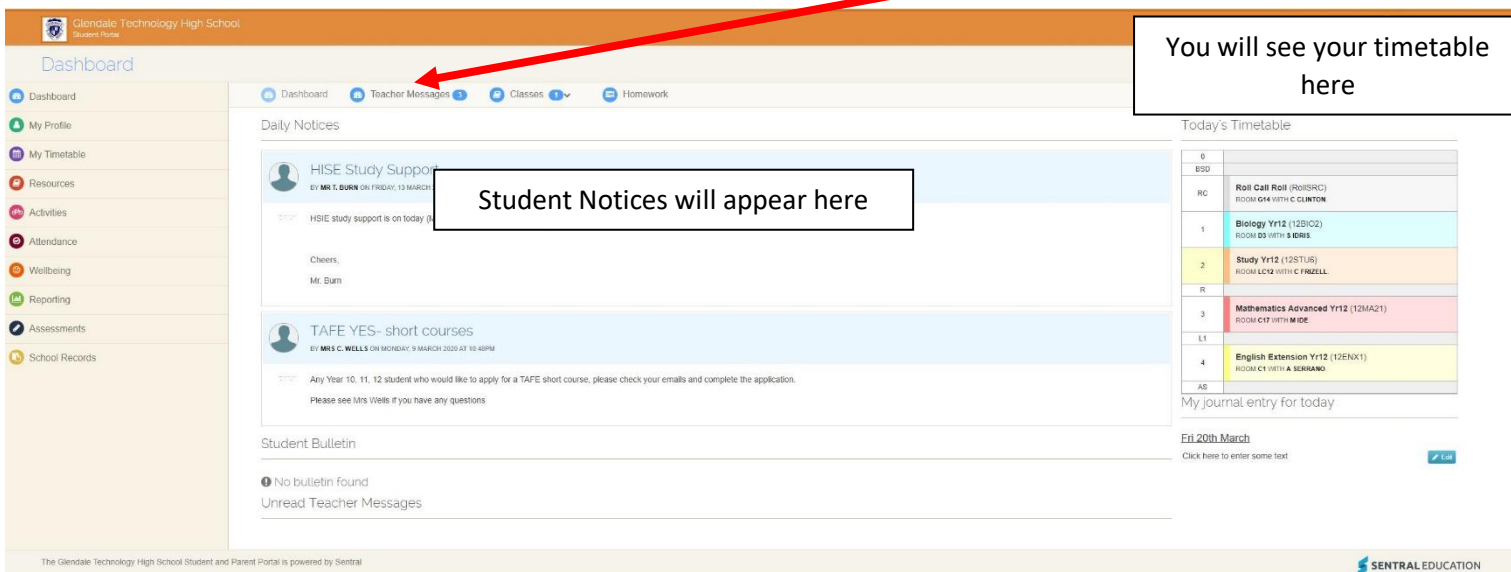 Glendale Technology High School
Student Portal
You will see your timetable
here
Dashboard
Dashboard
My Profile
My Timetable
Resources
Activities
Attendance
Wellbeing
Reporting
Assessments
School Records
Dashboard Teacher Messages 3 Classes 1 Homework
Daily Notices
HISE Study Support
BY MR T. BURN ON FRIDAY, 13 MARCH
Student Notices will appear here
HSIE study support is on today
Cheers,
Mr. Burn
TAFE YES- short courses
BY MRS C. WELLS ON MONDAY, 9 MARCH 2020 AT 10:48PM
Any Year 10, 11, 12 student who would like to apply for a TAFE short course, please check your emails and complete the application.
Please see Mrs Wells if you have any questions
Student Bulletin
No bulletin found
Unread Teacher Messages
Today's Timetable
0
BSD
RC
Roll Call Roll (RollSRC)
ROOM G14 WITH C CLINTON.
1
Biology Yr12 (12BIO2)
ROOM D3 WITH S IDRIS.
2
Study Yr12 (12STU6)
ROOM LC12 WITH C FRIZELL.
R
3
Mathematics Advanced Yr12 (12MA21)
ROOM C17 WITH M IDE.
L1
4
English Extension Yr12 (12ENX1)
ROOM C1 WITH A SERRANO.
AS
My journal entry for today
Fri 20th March
Click here to enter some text
Edit
The Glendale Technology High School Student and Parent Portal is powered by Sentral
SENTRAL EDUCATION